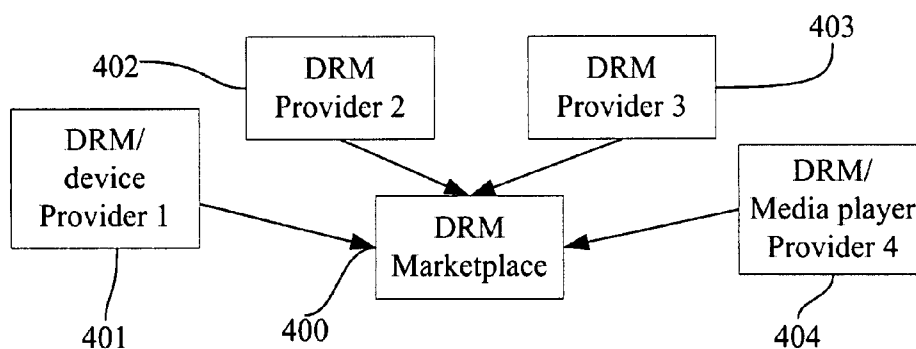 402
DRM
Provider 2
DRM
Provider 3
403
DRM/
device
Provider 1
DRM
Marketplace
DRM/
Media player
Provider 4
401
400
404